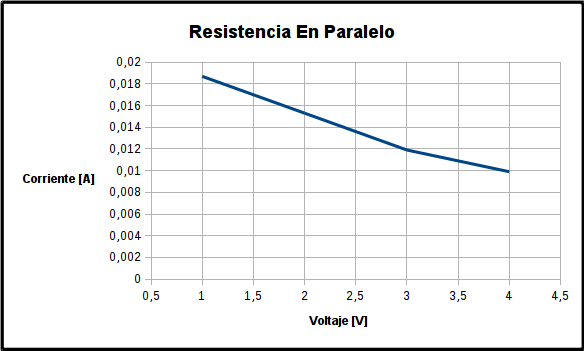 Resistencia En Paralelo
0,02
0,018
0,016
0,014
0,012
0,01
0,008
0,006
0,004
0,002
0
Corriente [A]
0,5 1 1,5 2 2,5 3 3,5 4 4,5
Voltaje [V]